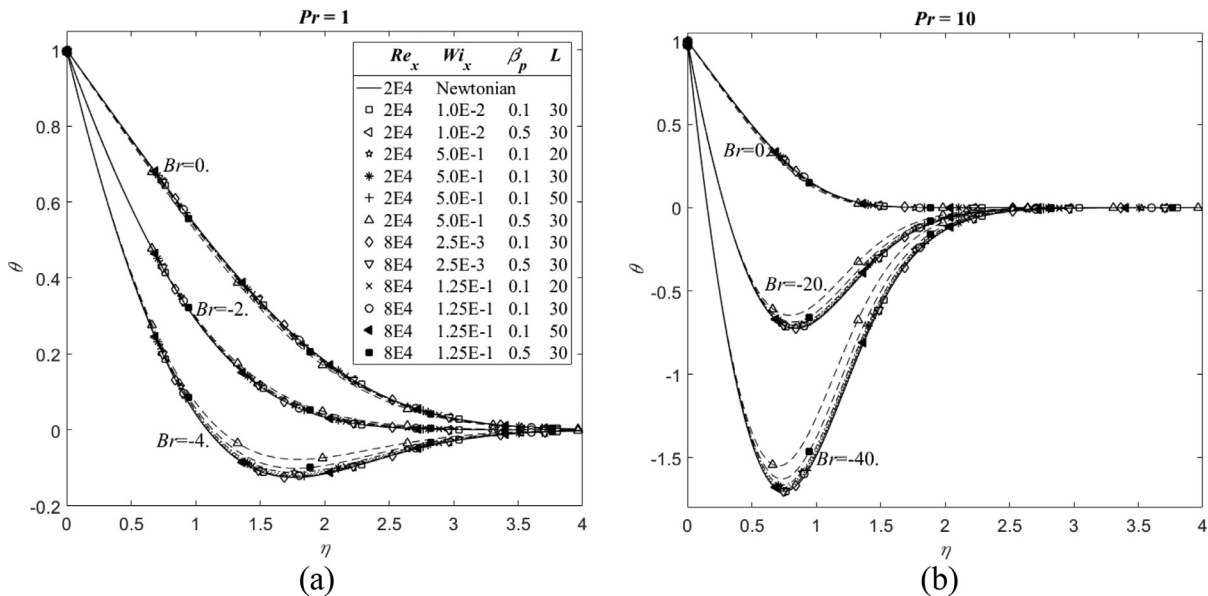 Pr = 1
1
0.8
0.6
0.4
0.2
0
-0.2
θ
0 0.5 1 1.5 2 2.5 3 3.5 4
η
Br=0.
Br=-2.
Br=-4.
Re_x Wi_x β_p L
2E4 Newtonian
2E4 1.0E-2 0.1 30
2E4 1.0E-2 0.5 30
2E4 5.0E-1 0.1 20
2E4 5.0E-1 0.1 30
2E4 5.0E-1 0.1 50
2E4 5.0E-1 0.5 30
8E4 2.5E-3 0.1 30
8E4 2.5E-3 0.5 30
8E4 1.25E-1 0.1 20
8E4 1.25E-1 0.1 30
8E4 1.25E-1 0.1 50
8E4 1.25E-1 0.5 30
(a)
Pr = 10
1
0.5
0
-0.5
-1
-1.5
θ
0 0.5 1 1.5 2 2.5 3 3.5 4
η
Br=0.
Br=-20.
Br=-40.
(b)